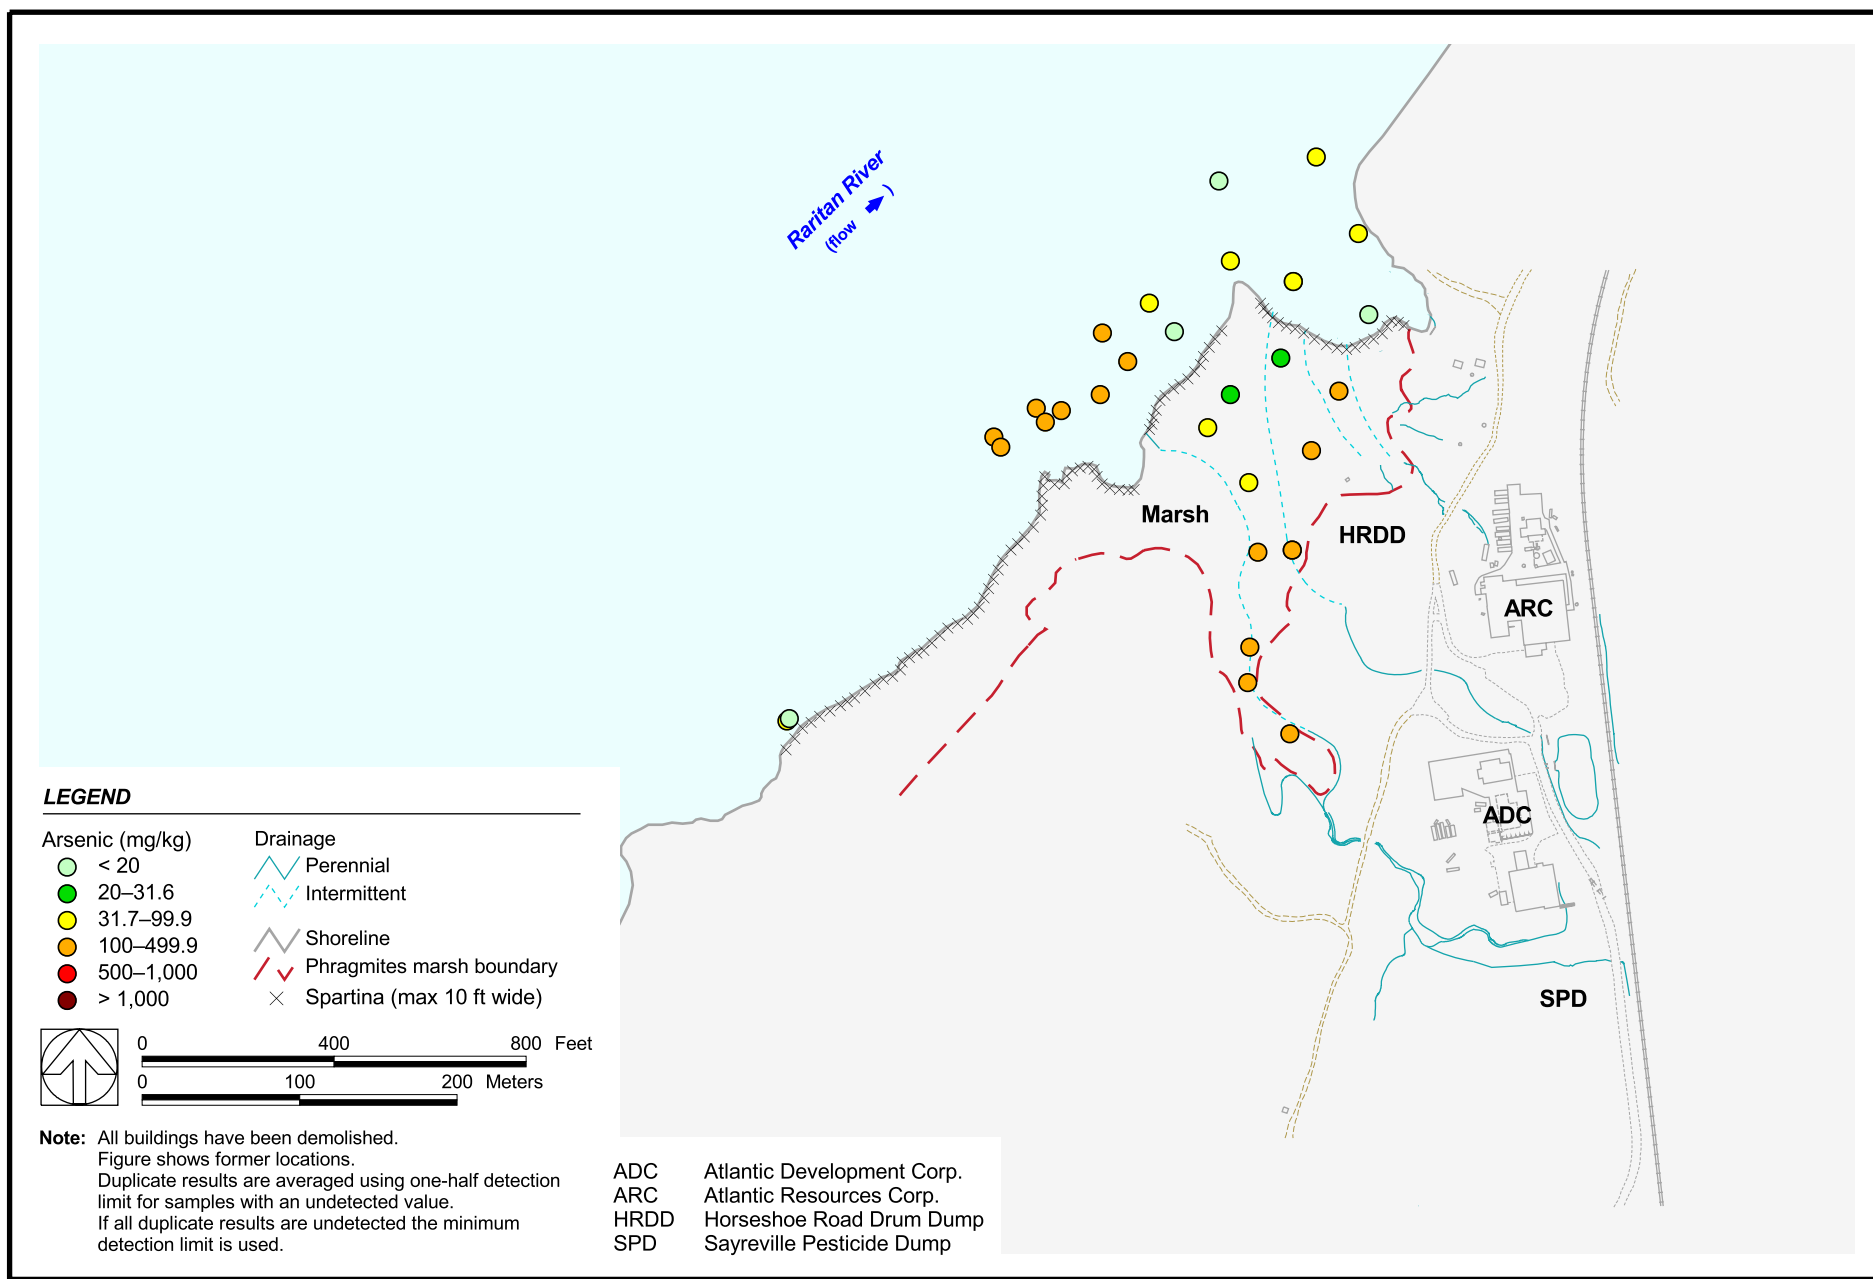 Raritan River
(flow )
Marsh
HRDD
ARC
ADC
SPD
LEGEND
Arsenic (mg/kg)
< 20
20–31.6
31.7–99.9
100–499.9
500–1,000
> 1,000
Drainage
Perennial
Intermittent
Shoreline
Phragmites marsh boundary
Spartina (max 10 ft wide)
0 400 800 Feet
0 100 200 Meters
Note: All buildings have been demolished.
Figure shows former locations.
Duplicate results are averaged using one-half detection
limit for samples with an undetected value.
If all duplicate results are undetected the minimum
detection limit is used.
ADC Atlantic Development Corp.
ARC Atlantic Resources Corp.
HRDD Horseshoe Road Drum Dump
SPD Sayreville Pesticide Dump